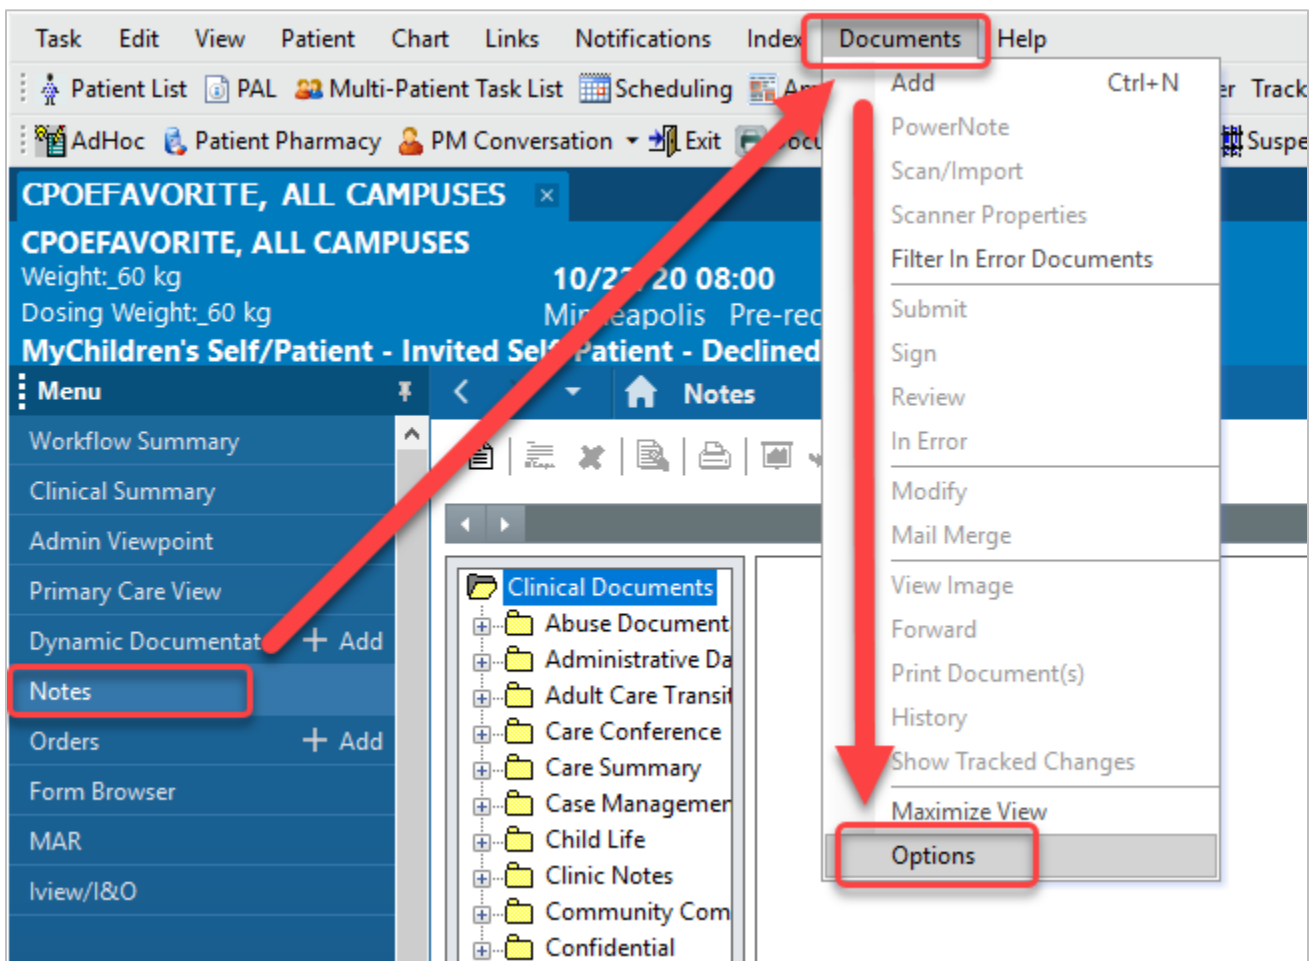 Task Edit View Patient Chart Links Notifications Index Documents Help
Patient List PAL Multi-Patient Task List Scheduling Track
AdHoc Patient Pharmacy PM Conversation Exit
CPOEFAVORITE, ALL CAMPUSES
CPOEFAVORITE, ALL CAMPUSES
Weight:_60 kg
08:00
Dosing Weight:_60 kg
MyChildren's Self/Patient - Invited Self/Patient - Declined
Menu
Notes
Workflow Summary
Clinical Summary
Admin Viewpoint
Primary Care View
Dynamic Documentat + Add
Notes
Orders + Add
Form Browser
MAR
Iview/I&O
Clinical Documents
Abuse Document
Administrative Da
Adult Care Transit
Care Conference
Care Summary
Case Managemen
Child Life
Clinic Notes
Community Com
Confidential
Add Ctrl+N
PowerNote
Scan/Import
Scanner Properties
Filter In Error Documents
Submit
Sign
Review
In Error
Modify
Mail Merge
View Image
Forward
Print Document(s)
History
Show Tracked Changes
Maximize View
Options